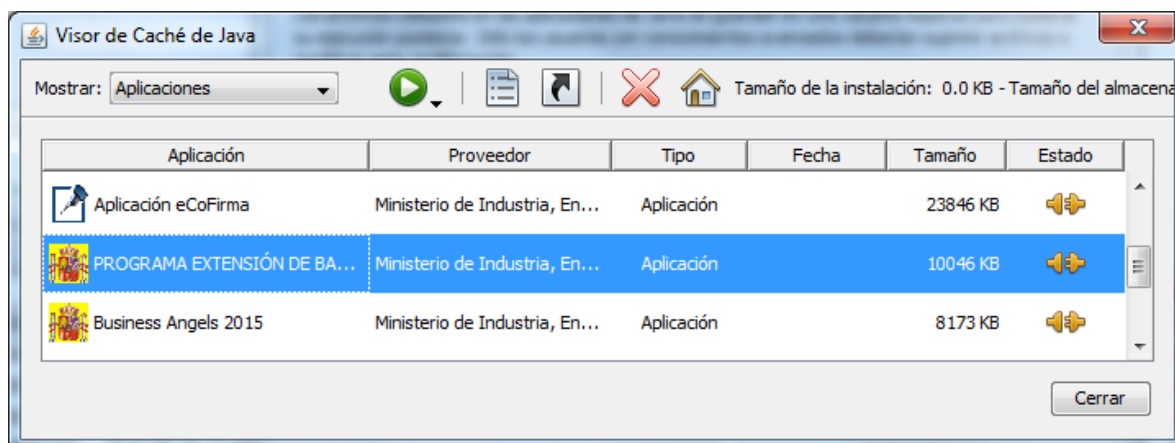 Visor de Caché de Java
Mostrar: Aplicaciones Tamaño de la instalación: 0.0 KB - Tamaño del almacena
Aplicación Proveedor Tipo Fecha Tamaño Estado
Aplicación eCoFirma Ministerio de Industria, En... Aplicación 23846 KB
PROGRAMA EXTENSIÓN DE BA... Ministerio de Industria, En... Aplicación 10046 KB
Business Angels 2015 Ministerio de Industria, En... Aplicación 8173 KB
Cerrar